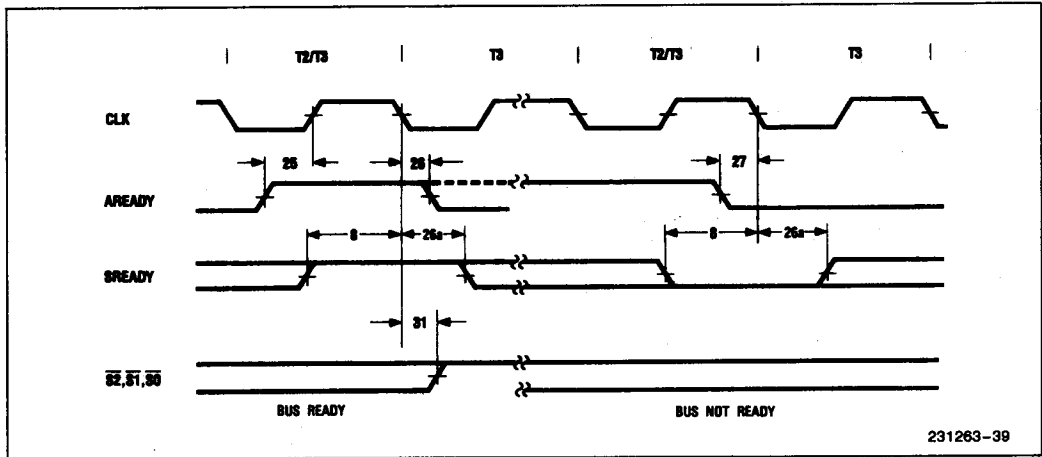 T2/T3 T3 T2/T3 T3
CLK
25 26 27
AREADY
8 26a 8 26a
SREADY
31
S2,S1,S0
BUS READY BUS NOT READY
231263-39